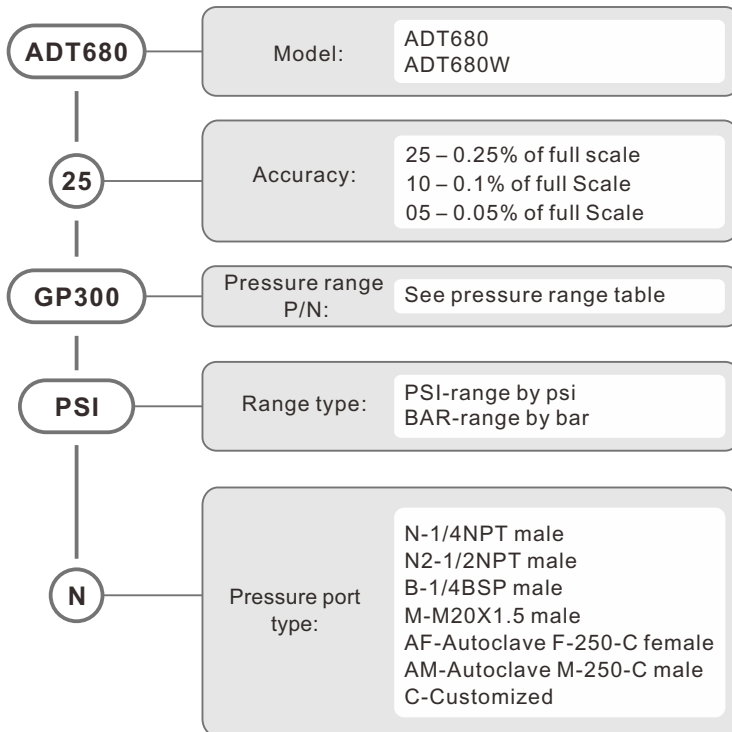 ADT680
Model:
ADT680
ADT680W
25
Accuracy:
25 – 0.25% of full scale
10 – 0.1% of full Scale
05 – 0.05% of full Scale
GP300
Pressure range
P/N:
See pressure range table
PSI
Range type:
PSI-range by psi
BAR-range by bar
N
Pressure port
type:
N-1/4NPT male
N2-1/2NPT male
B-1/4BSP male
M-M20X1.5 male
AF-Autoclave F-250-C female
AM-Autoclave M-250-C male
C-Customized